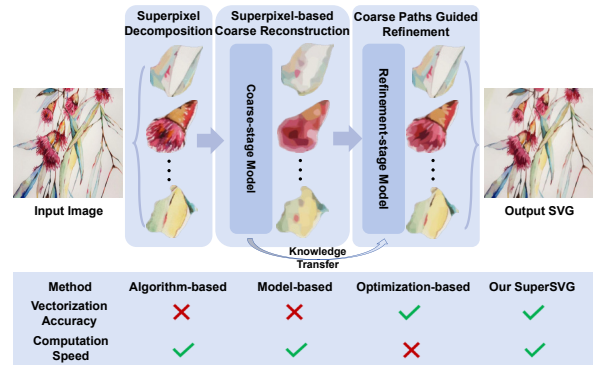 Superpixel
Decomposition
Superpixel-based
Coarse Reconstruction
Coarse Paths Guided
Refinement
Coarse-stage Model
Refinement-stage Model
Input Image
Output SVG
Knowledge
Transfer
Method Algorithm-based Model-based Optimization-based Our SuperSVG
Vectorization
Accuracy
Computation
Speed